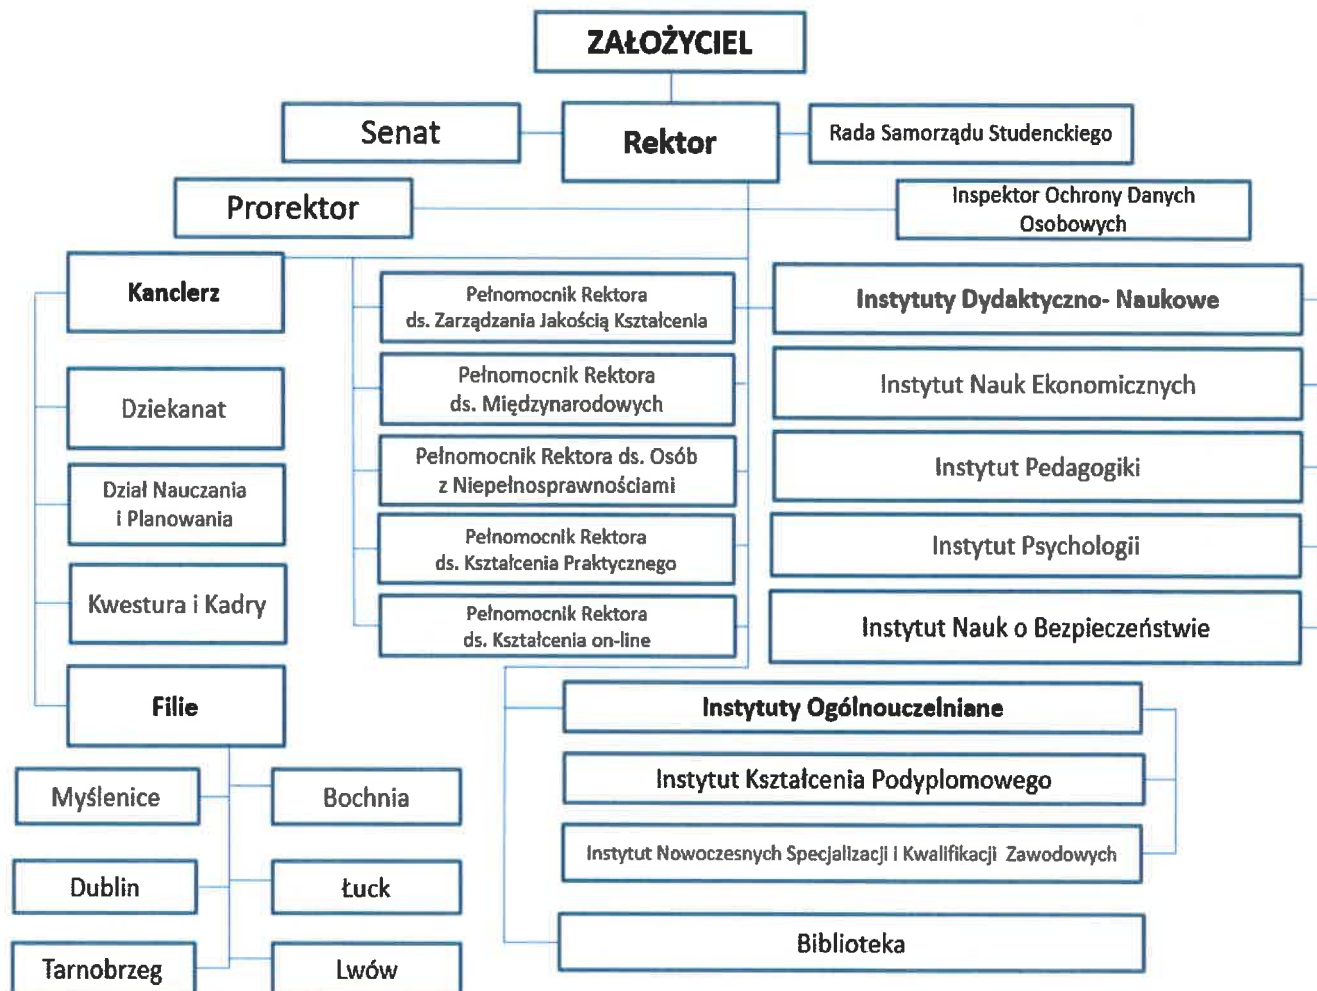 ZAŁOŻYCIEL
Senat
Rektor
Rada Samorządu Studenckiego
Prorektor
Inspektor Ochrony Danych
Osobowych
Kanclerz
Dziekanat
Dział Nauczania
i Planowania
Kwestura i Kadry
Filie
Myślenice
Bochnia
Dublin
Łuck
Tarnobrzeg
Lwów
Pełnomocnik Rektora
ds. Zarządzania Jakością Kształcenia
Pełnomocnik Rektora
ds. Międzynarodowych
Pełnomocnik Rektora ds. Osób
z Niepełnosprawnościami
Pełnomocnik Rektora
ds. Kształcenia Praktycznego
Pełnomocnik Rektora
ds. Kształcenia on-line
Instytuty Dydaktyczno- Naukowe
Instytut Nauk Ekonomicznych
Instytut Pedagogiki
Instytut Psychologii
Instytut Nauk o Bezpieczeństwie
Instytuty Ogólnouczelniane
Instytut Kształcenia Podyplomowego
Instytut Nowoczesnych Specjalizacji i Kwalifikacji Zawodowych
Biblioteka